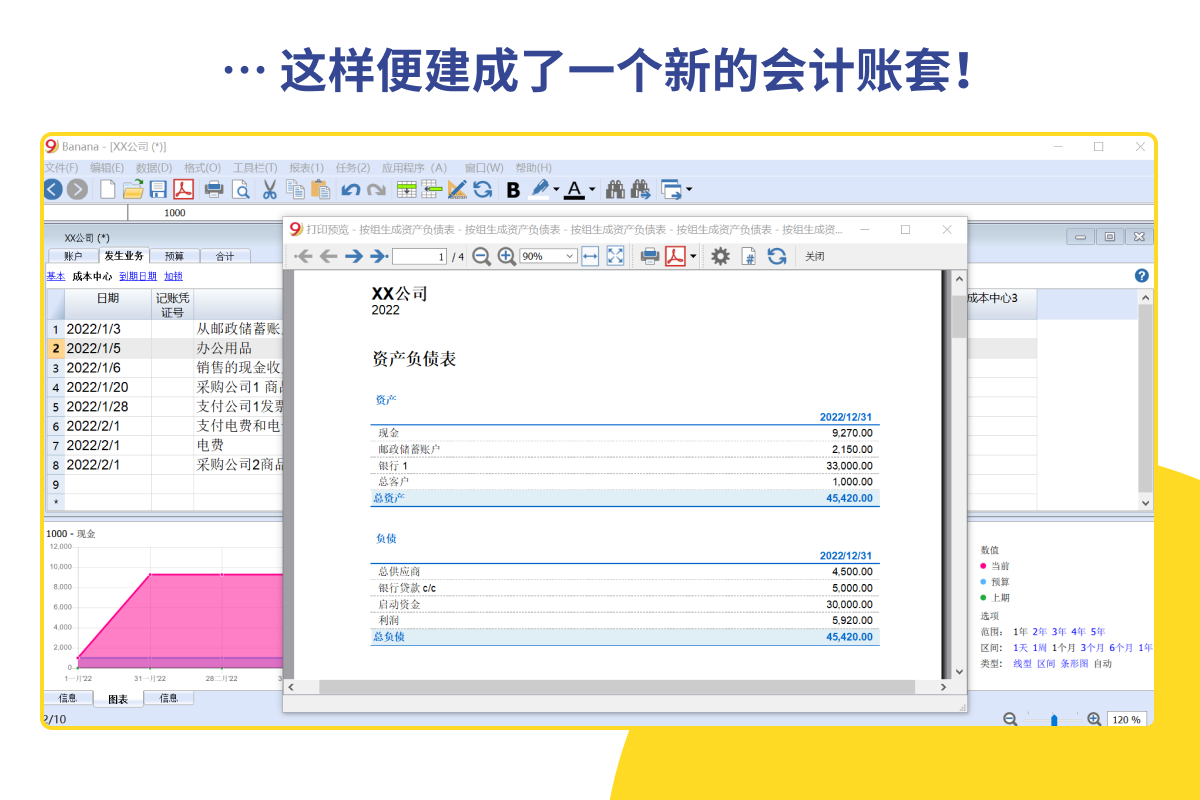 … 这样便建成了一个新的会计账套！
Banana - [XX公司 (*)]
文件(F) 编辑(E) 数据(D) 格式(O) 工具栏(T) 报表(1) 任务(2) 应用程序 (A) 窗口(W) 帮助(H)
B A
1000
XX公司 (*)
账户 发生业务 预算 合计
基本 成本中心 到期日期 加锁
日期 记账凭证号 成本中心3
1 2022/1/3 从邮政储蓄账
2 2022/1/5 办公用品
3 2022/1/6 销售的现金收
4 2022/1/20 采购公司1 商品
5 2022/1/28 支付公司1发票
6 2022/2/1 支付电费和电
7 2022/2/1 电费
8 2022/2/1 采购公司2商品
9
*
1000 - 现金
12,000
10,000
8,000
6,000
4,000
2,000
0
1一月'22 31一月'22 28二月'22 3
信息 图表 信息
2/10
打印预览 - 按组生成资产负债表 - 按组生成资产负债表 - 按组生成资产负债表 - 按组生成资产负债表 - 按组生成资...
1 / 4 90% 关闭
XX公司
2022
资产负债表
资产
2022/12/31
现金 9,270.00
邮政储蓄账户 2,150.00
银行 1 33,000.00
总客户 1,000.00
总资产 45,420.00
负债
2022/12/31
总供应商 4,500.00
银行贷款 c/c 5,000.00
启动资金 30,000.00
利润 5,920.00
总负债 45,420.00
数值
当前
预算
上期
选项
范围： 1年 2年 3年 4年 5年
区间： 1天 1周 1个月 3个月 6个月 1年
类型： 线型 区间 条形图 自动
120 %